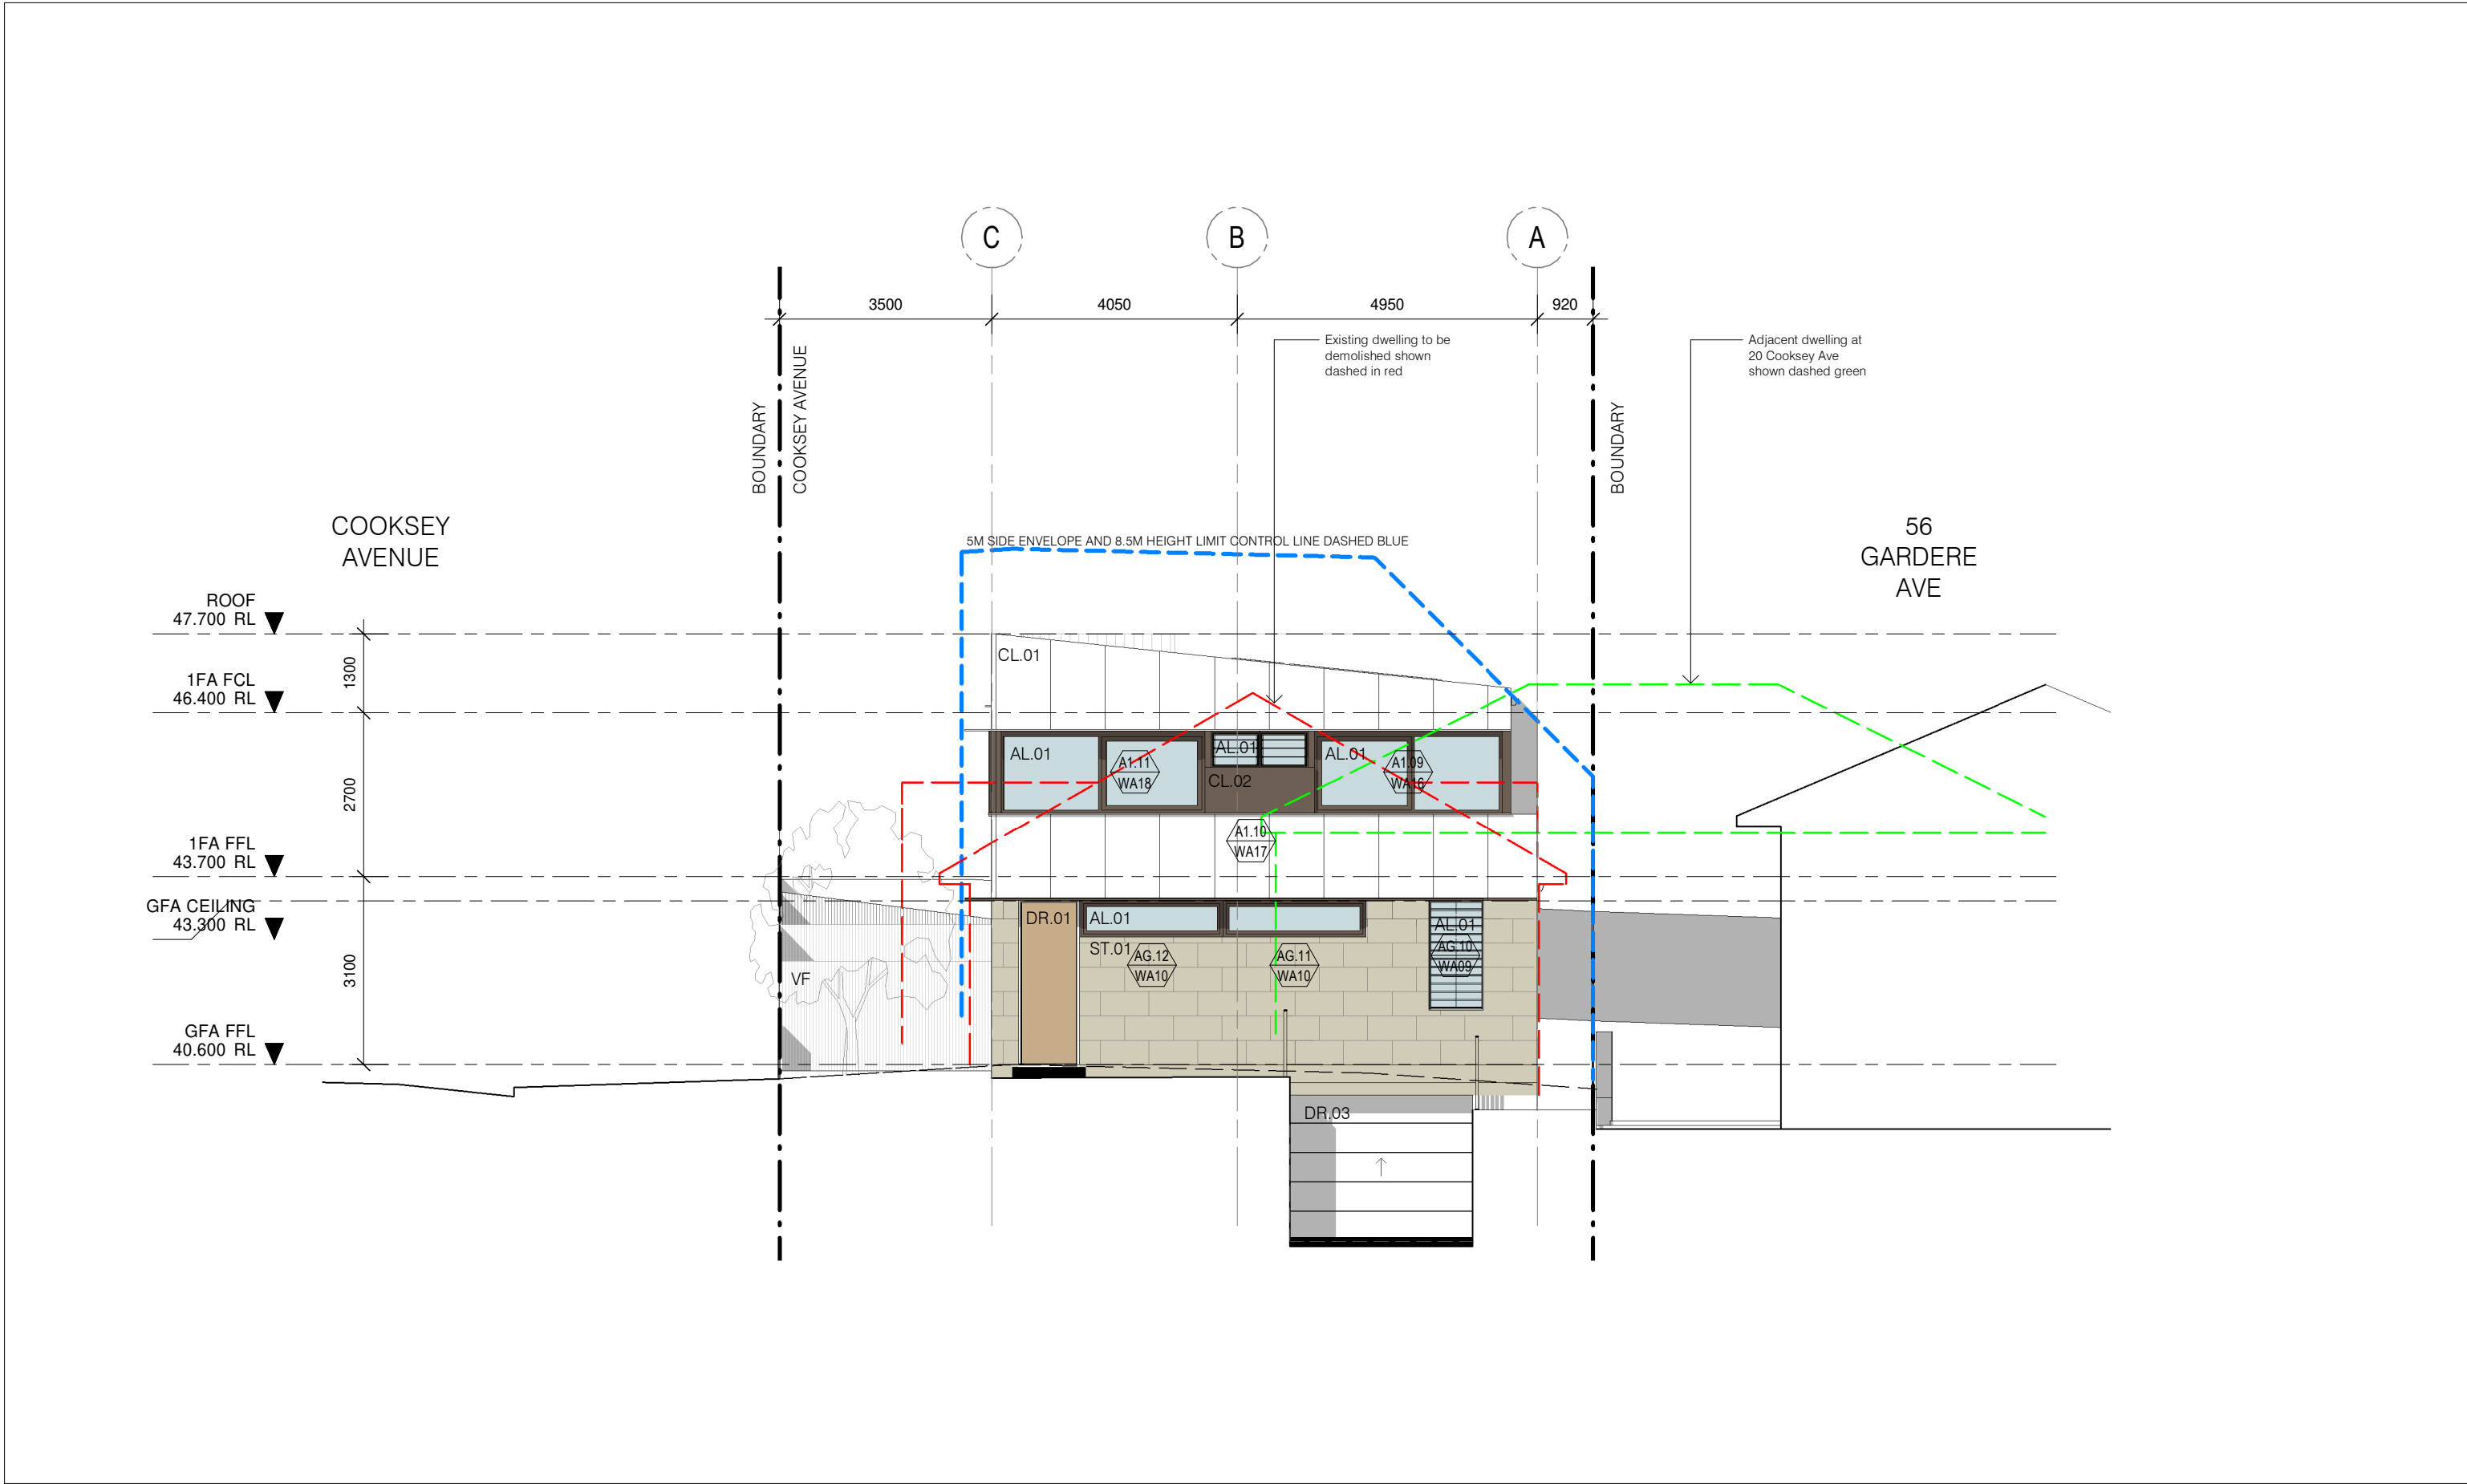 C
B
A
3500
4050
4950
920
Existing dwelling to be
demolished shown
dashed in red
Adjacent dwelling at
20 Cooksey Ave
shown dashed green
BOUNDARY
COOKSEY AVENUE
BOUNDARY
COOKSEY
AVENUE
56
GARDERE
AVE
5M SIDE ENVELOPE AND 8.5M HEIGHT LIMIT CONTROL LINE DASHED BLUE
ROOF
47.700 RL
1300
CL.01
1FA FCL
46.400 RL
2700
AL.01
A1.11
WA18
AL.01
CL.02
AL.01
A1.09
WA16
A1.10
WA17
1FA FFL
43.700 RL
GFA CEILING
43.300 RL
3100
VF
DR.01
AL.01
ST.01
AG.12
WA10
AG.11
WA10
AL.01
AG.10
WA09
GFA FFL
40.600 RL
DR.03